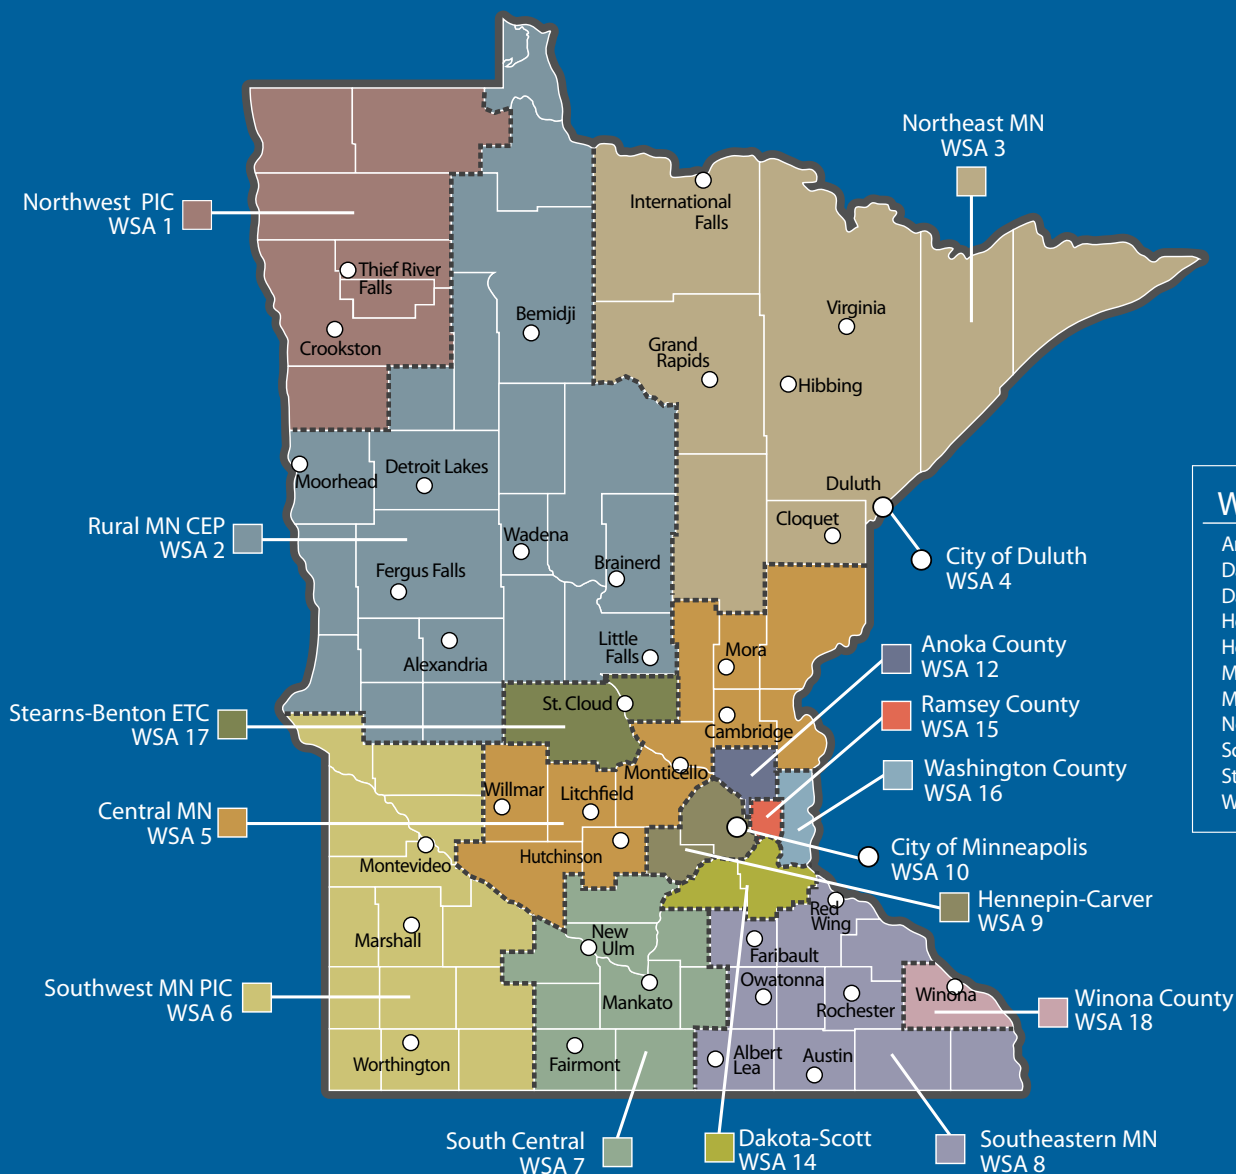 Northeast MN
WSA 3
Northwest PIC
WSA 1
International
Falls
Thief River
Falls
Crookston
Bemidji
Virginia
Grand
Rapids
Hibbing
Moorhead
Detroit Lakes
Duluth
Cloquet
Rural MN CEP
WSA 2
Wadena
Brainerd
Fergus Falls
City of Duluth
WSA 4
Little
Falls
Alexandria
Mora
Anoka County
WSA 12
Stearns-Benton ETC
WSA 17
St. Cloud
Cambridge
Ramsey County
WSA 15
Monticello
Washington County
WSA 16
Central MN
WSA 5
Willmar
Litchfield
Hutchinson
Montevideo
City of Minneapolis
WSA 10
Hennepin-Carver
WSA 9
Red
Wing
Marshall
New
Ulm
Faribault
Southwest MN PIC
WSA 6
Mankato
Owatonna
Rochester
Winona
Winona County
WSA 18
Worthington
Fairmont
Albert
Lea
Austin
South Central
WSA 7
Dakota-Scott
WSA 14
Southeastern MN
WSA 8